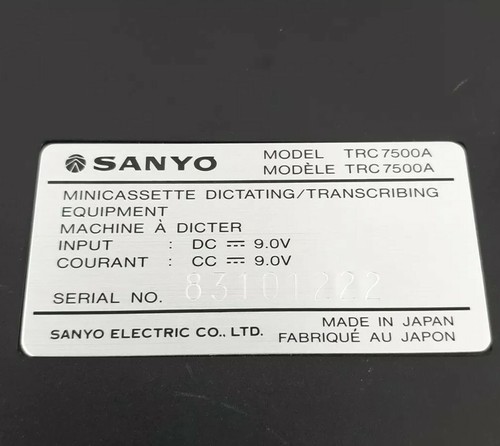 SANYO MODEL TRC7500A
MODÈLE TRC7500A
MINICASSETTE DICTATING/TRANSCRIBING
EQUIPMENT
MACHINE À DICTER
INPUT : DC ⎓ 9.0V
COURANT : CC ⎓ 9.0V
SERIAL NO. 83101222
SANYO ELECTRIC CO., LTD. MADE IN JAPAN
FABRIQUÉ AU JAPON